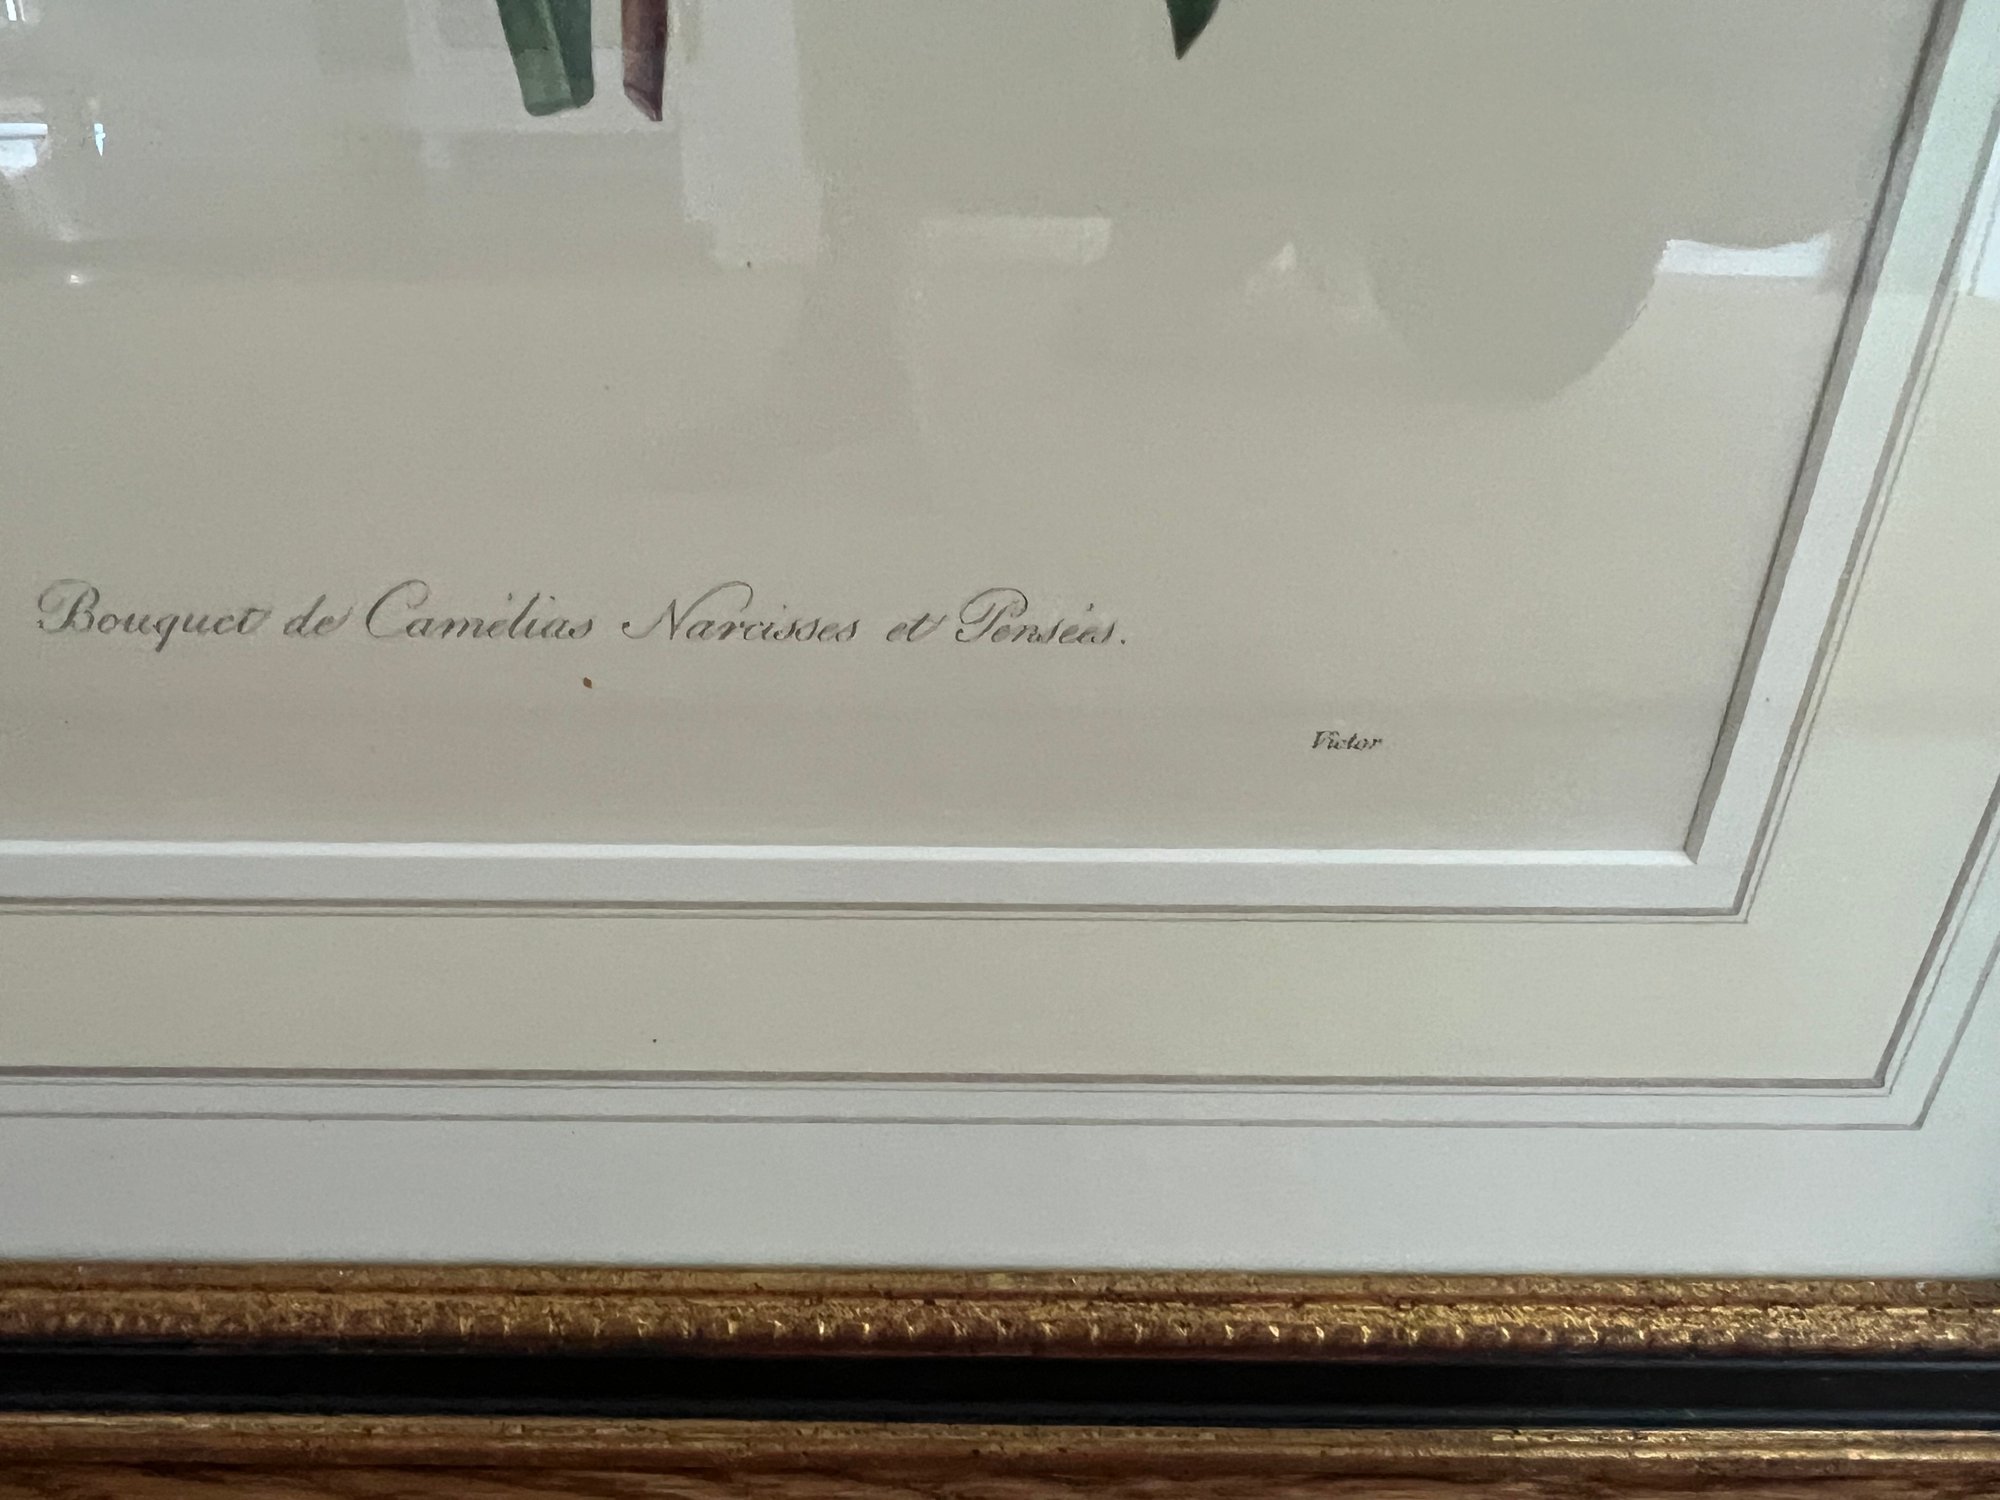 Bouquet de Camélias Narcisses et Pensées.
Victor